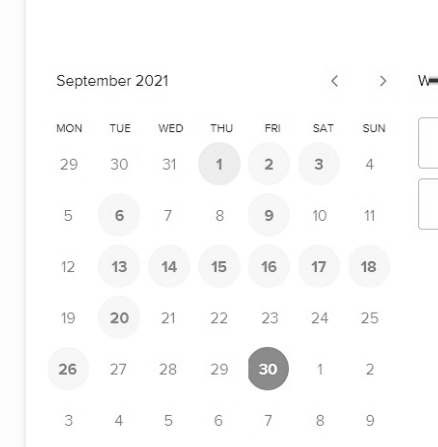 September 2021 < > W
MON TUE WED THU FRI SAT SUN
29 30 31 1 2 3 4
5 6 7 8 9 10 11
12 13 14 15 16 17 18
19 20 21 22 23 24 25
26 27 28 29 30 1 2
3 4 5 6 7 8 9